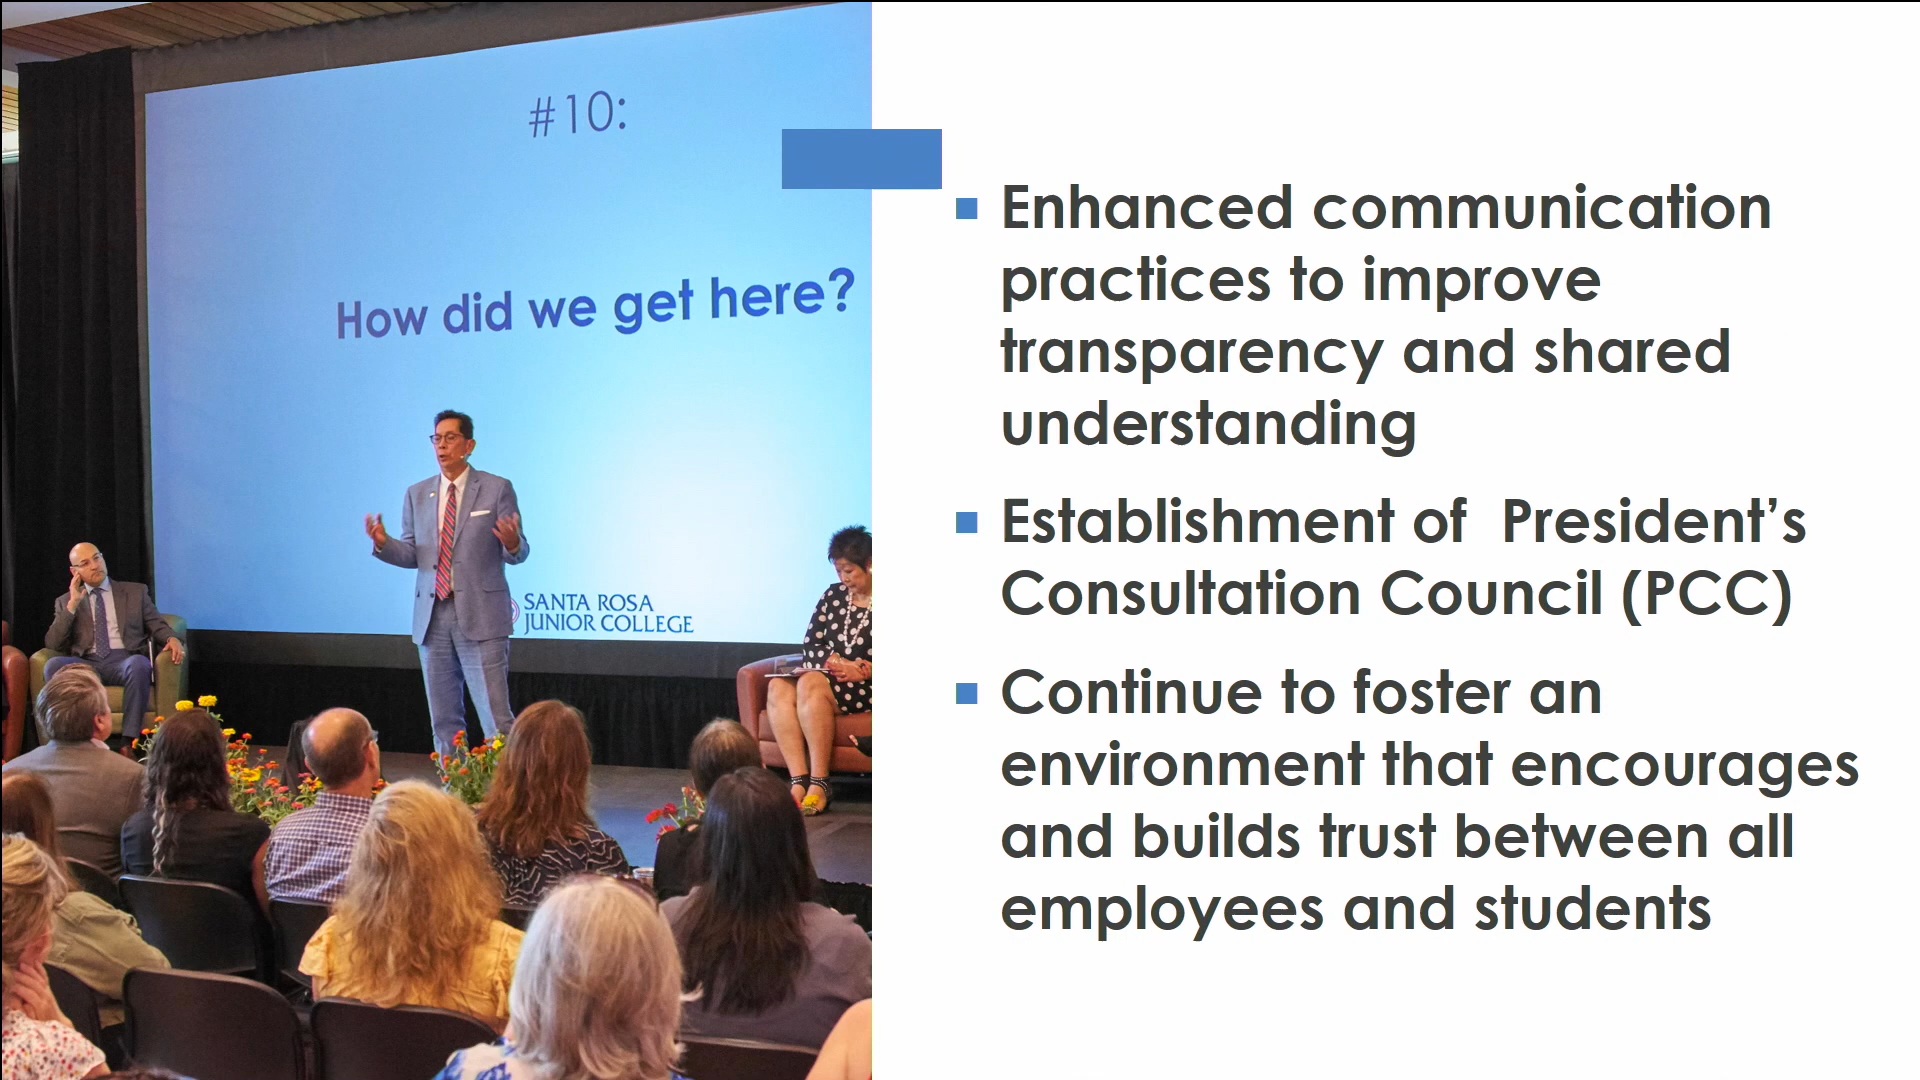 #10:
How did we get here?
SANTA ROSA
JUNIOR COLLEGE
Enhanced communication
practices to improve
transparency and shared
understanding
Establishment of  President’s
Consultation Council (PCC)
Continue to foster an
environment that encourages
and builds trust between all
employees and students